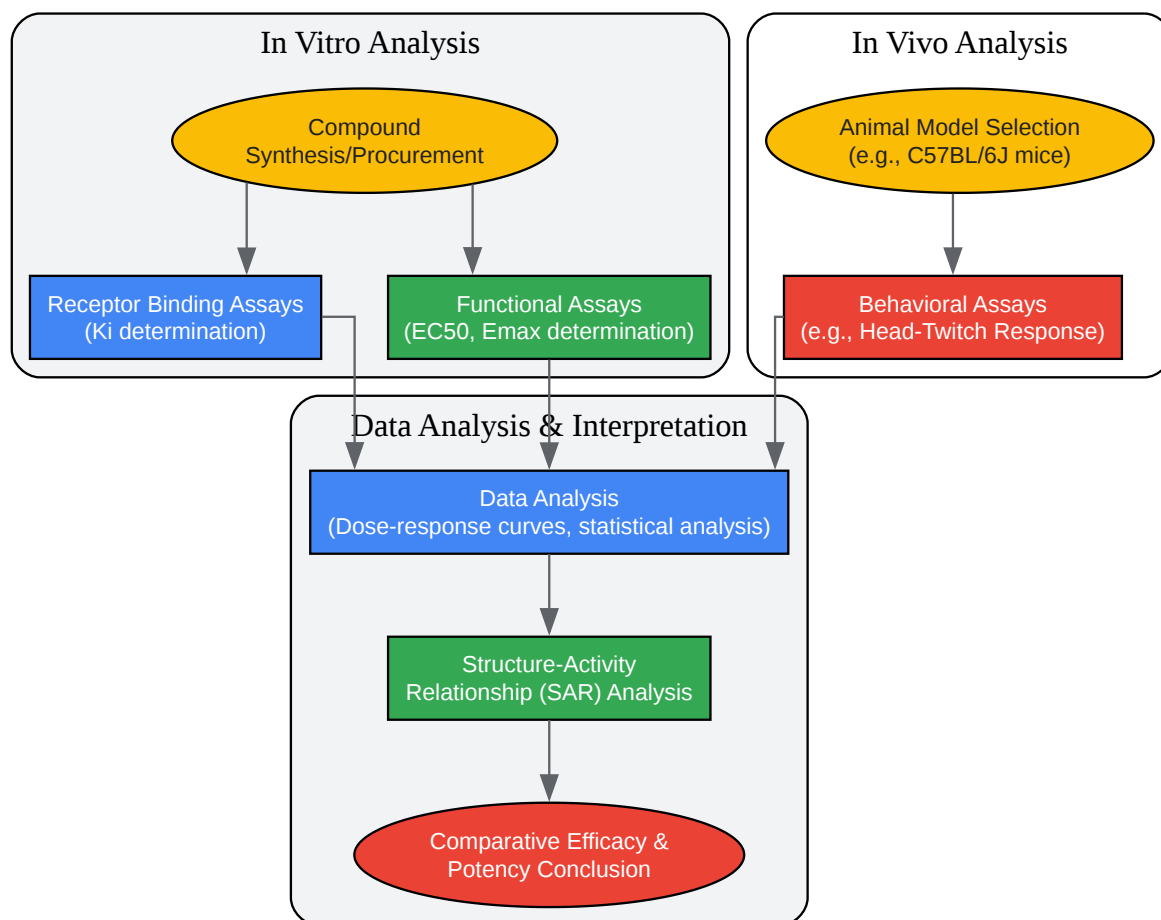 In Vitro Analysis
Compound
Synthesis/Procurement
Receptor Binding Assays
(Ki determination)
Functional Assays
(EC50, Emax determination)
In Vivo Analysis
Animal Model Selection
(e.g., C57BL/6J mice)
Behavioral Assays
(e.g., Head-Twitch Response)
Data Analysis & Interpretation
Data Analysis
(Dose-response curves, statistical analysis)
Structure-Activity
Relationship (SAR) Analysis
Comparative Efficacy &
Potency Conclusion